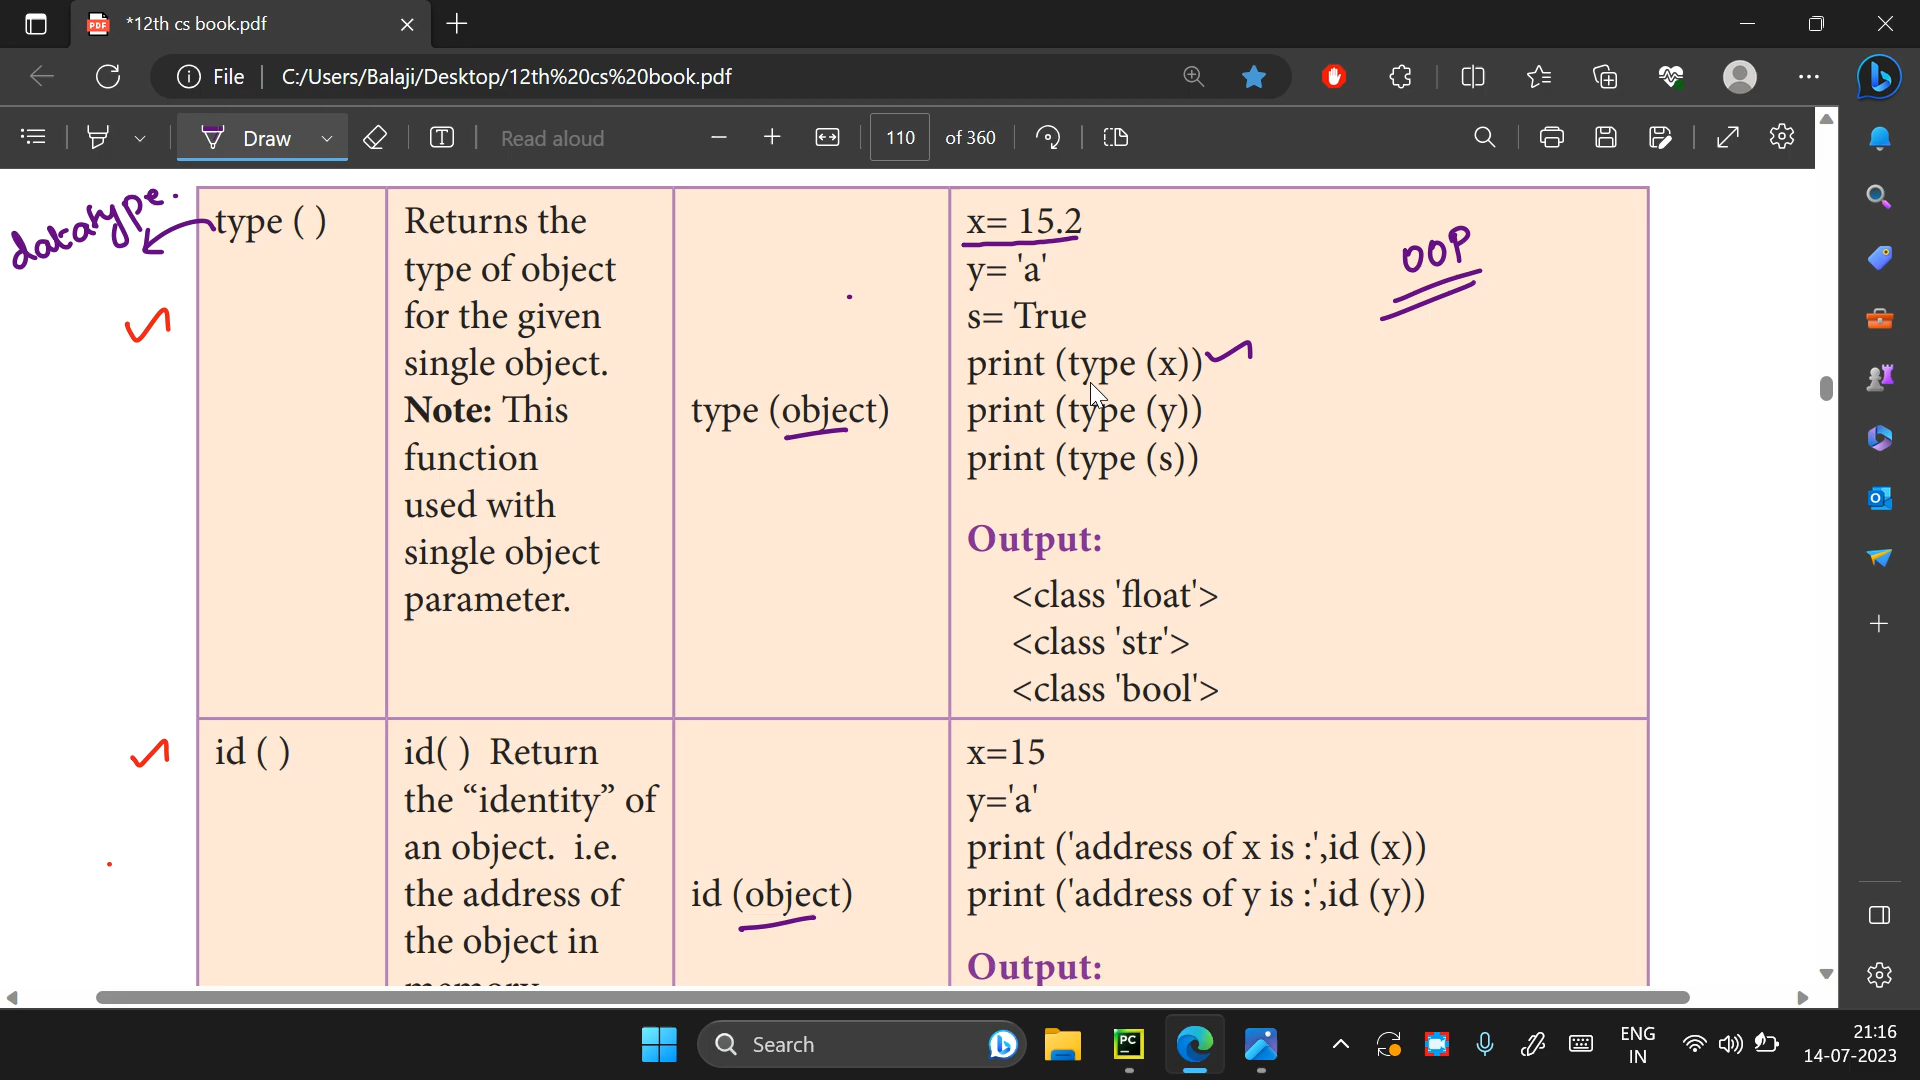 *12th cs book.pdf
File
C:/Users/Balaji/Desktop/12th%20cs%20book.pdf
Draw
Read aloud
110
of 360
datatype.
type ( )
Returns the
type of object
for the given
single object.
Note: This
function
used with
single object
parameter.
type (object)
x= 15.2
y= 'a'
s= True
print (type (x))
print (type (y))
print (type (s))
Output:
<class 'float'>
<class 'str'>
<class 'bool'>
OOP
id ( )
id( ) Return
the “identity” of
an object. i.e.
the address of
the object in
memory
id (object)
x=15
y='a'
print ('address of x is :',id (x))
print ('address of y is :',id (y))
Output:
Search
PC
ENG
IN
21:16
14-07-2023